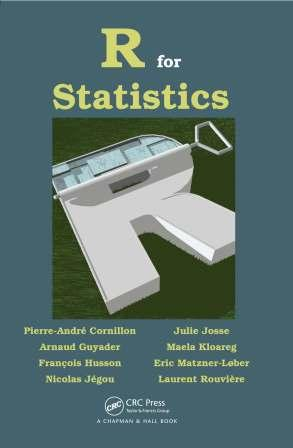 R for
Statistics
Pierre-André Cornillon
Arnaud Guyader
François Husson
Nicolas Jégou
Julie Josse
Maela Kloareg
Eric Matzner-Løber
Laurent Rouvière
CRC
CRC Press
Taylor & Francis Group
A CHAPMAN & HALL BOOK